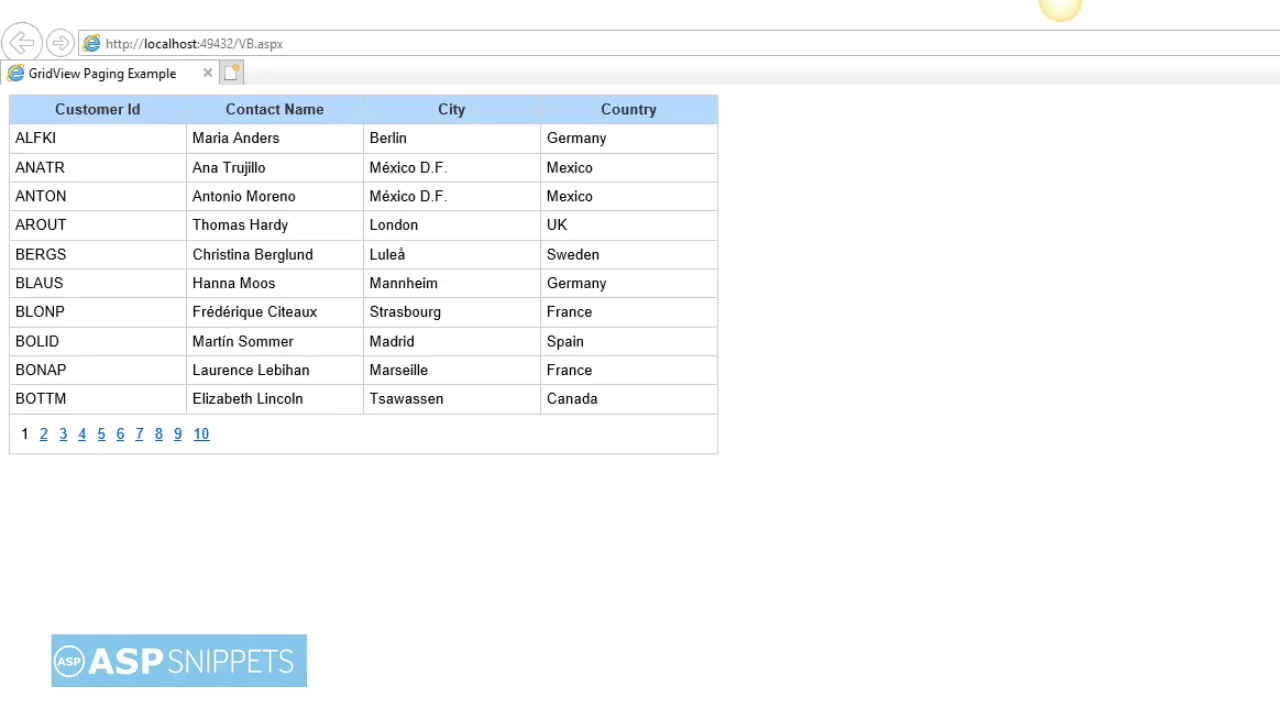 http://localhost:49432/VB.aspx
GridView Paging Example
Customer Id Contact Name City Country
ALFKI Maria Anders Berlin Germany
ANATR Ana Trujillo México D.F. Mexico
ANTON Antonio Moreno México D.F. Mexico
AROUT Thomas Hardy London UK
BERGS Christina Berglund Luleå Sweden
BLAUS Hanna Moos Mannheim Germany
BLONP Frédérique Citeaux Strasbourg France
BOLID Martín Sommer Madrid Spain
BONAP Laurence Lebihan Marseille France
BOTTM Elizabeth Lincoln Tsawassen Canada
1 2 3 4 5 6 7 8 9 10
ASP ASPSNIPPETS